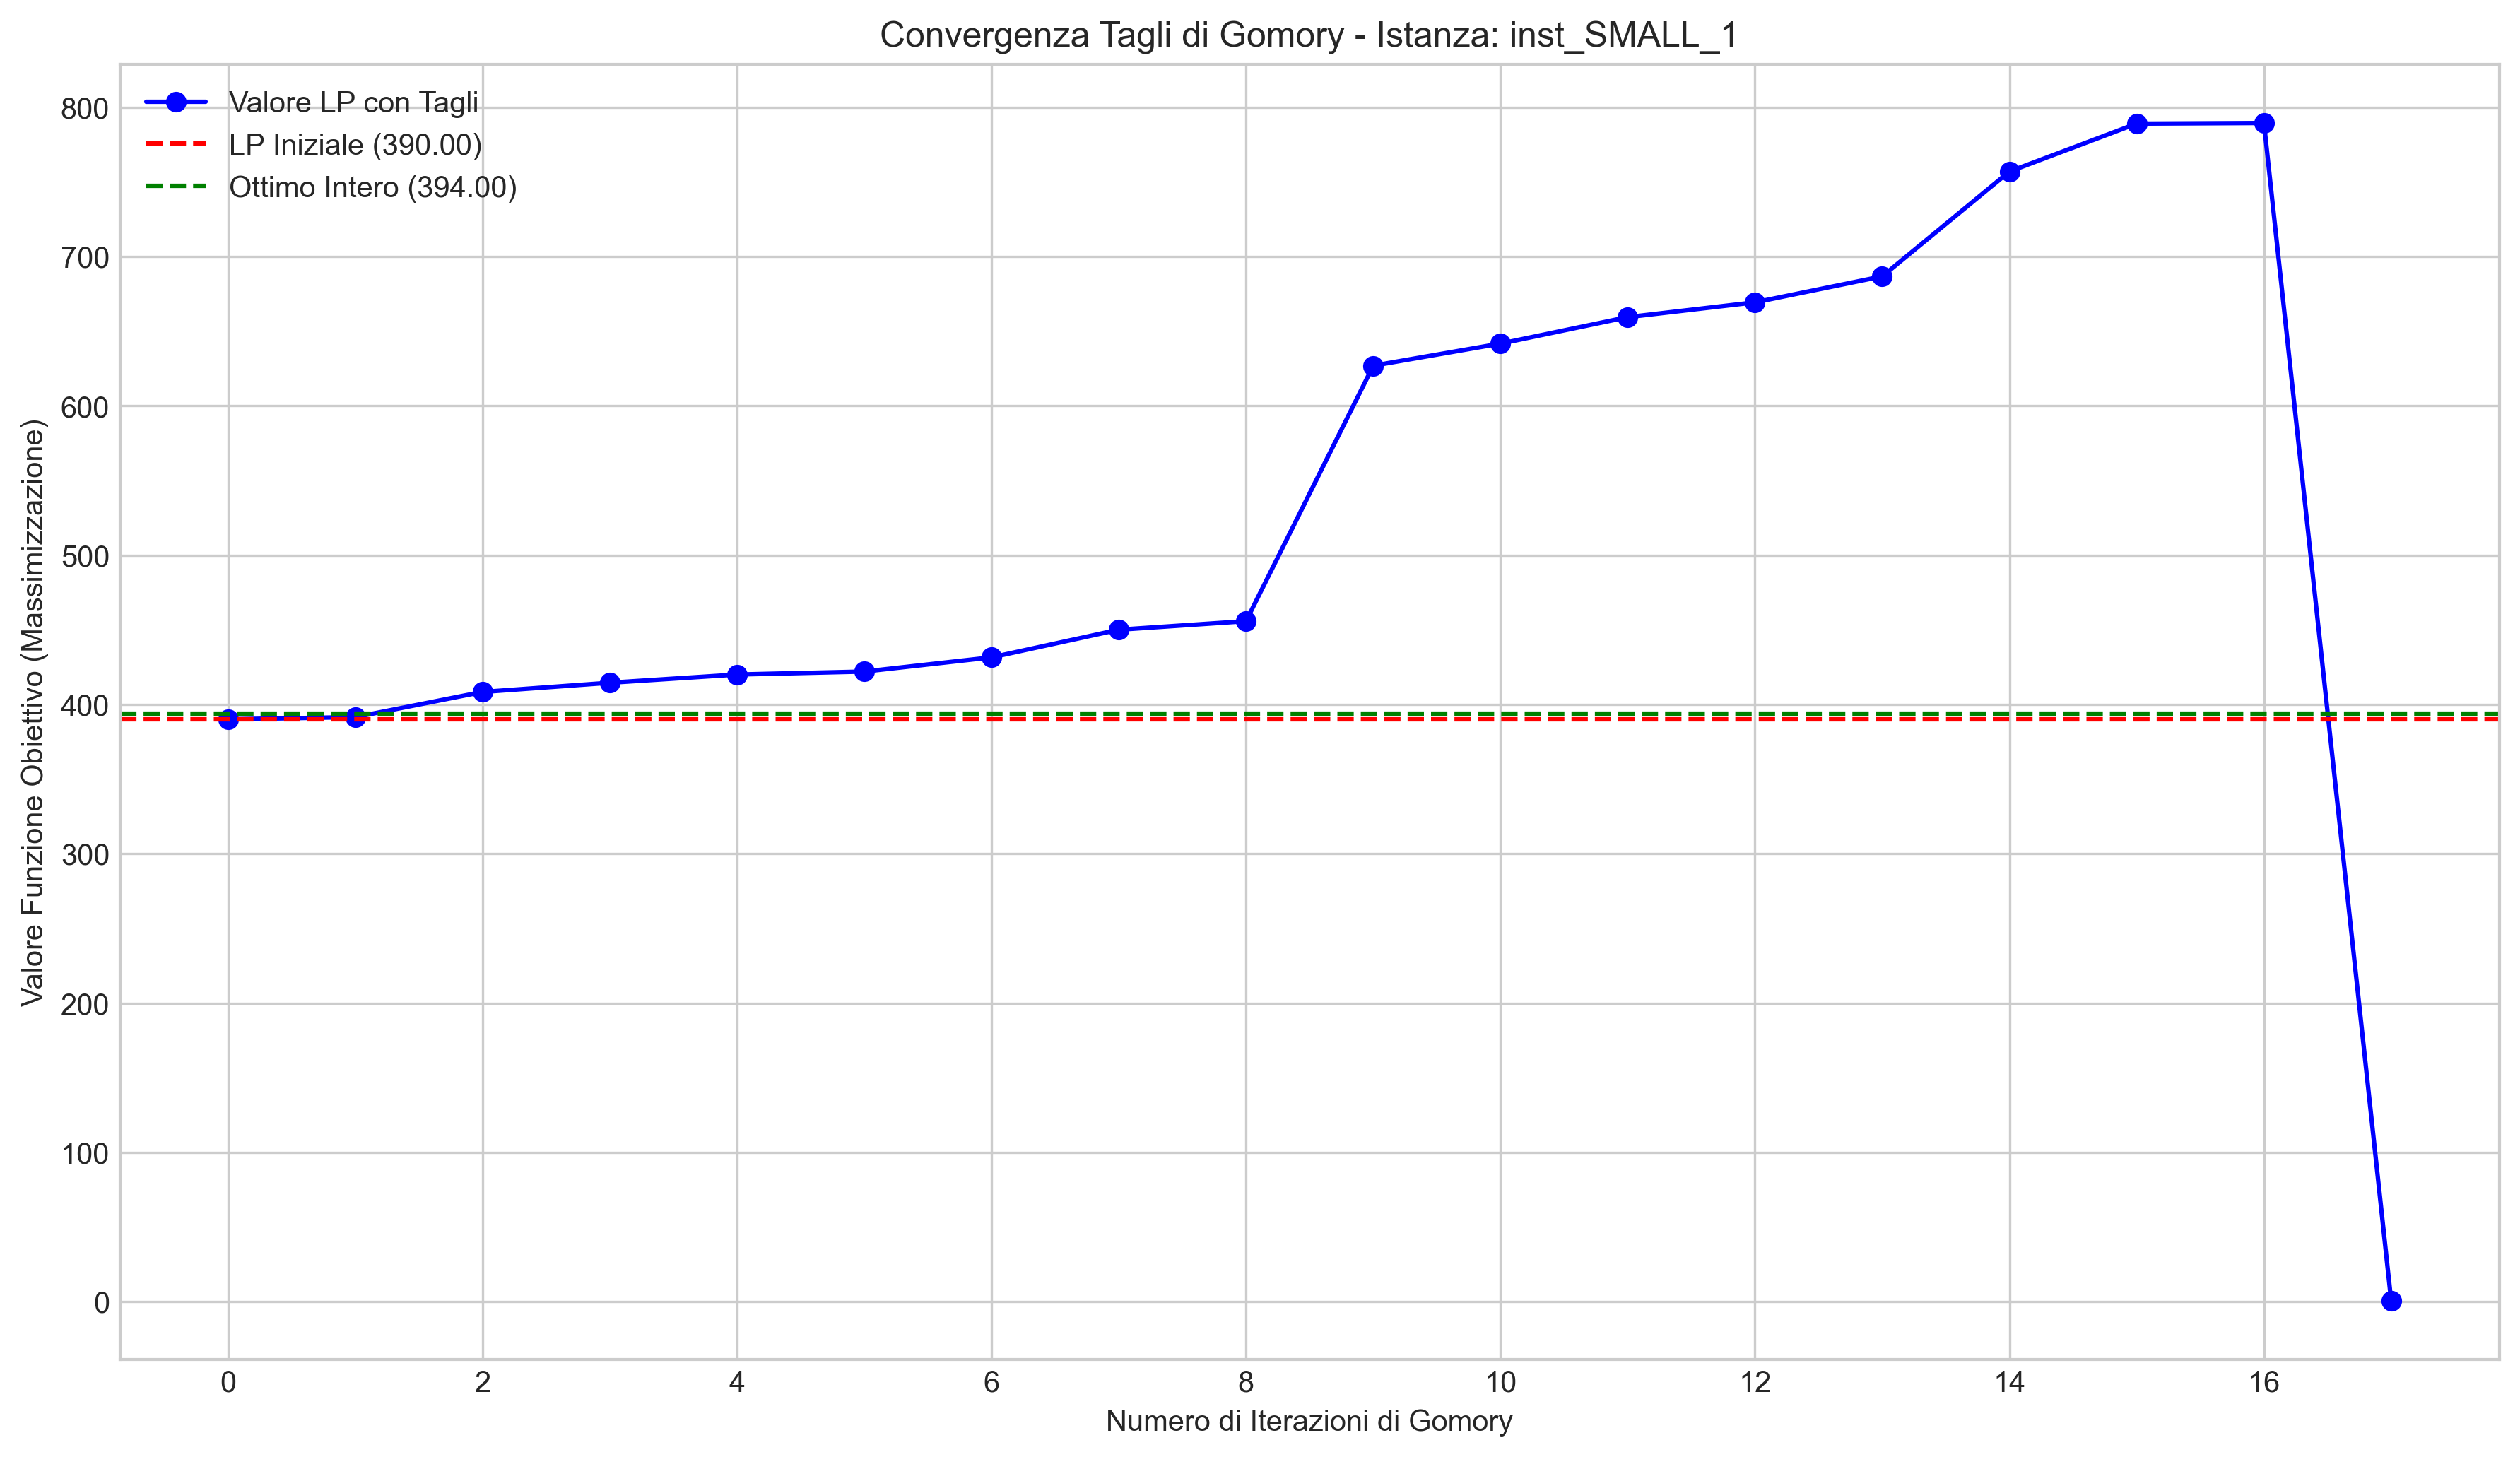 Convergenza Tagli di Gomory - Istanza: inst_SMALL_1
Valore LP con Tagli
LP Iniziale (390.00)
Ottimo Intero (394.00)
Valore Funzione Obiettivo (Massimizzazione)
800
700
600
500
400
300
200
100
0
0 2 4 6 8 10 12 14 16
Numero di Iterazioni di Gomory